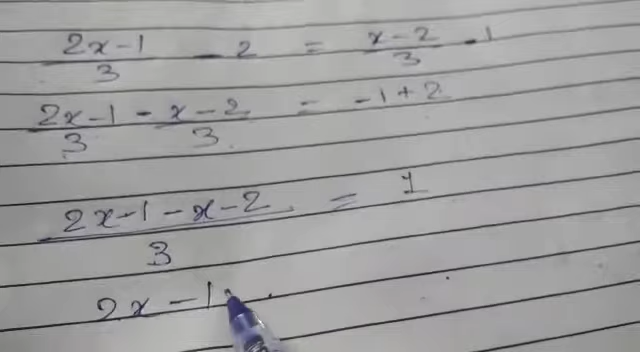 2x-1/3 - 2 = x-2/3 - 1
2x-1/3 - x-2/3 = -1+2
2x-1-x-2/3 = 1
2x-1